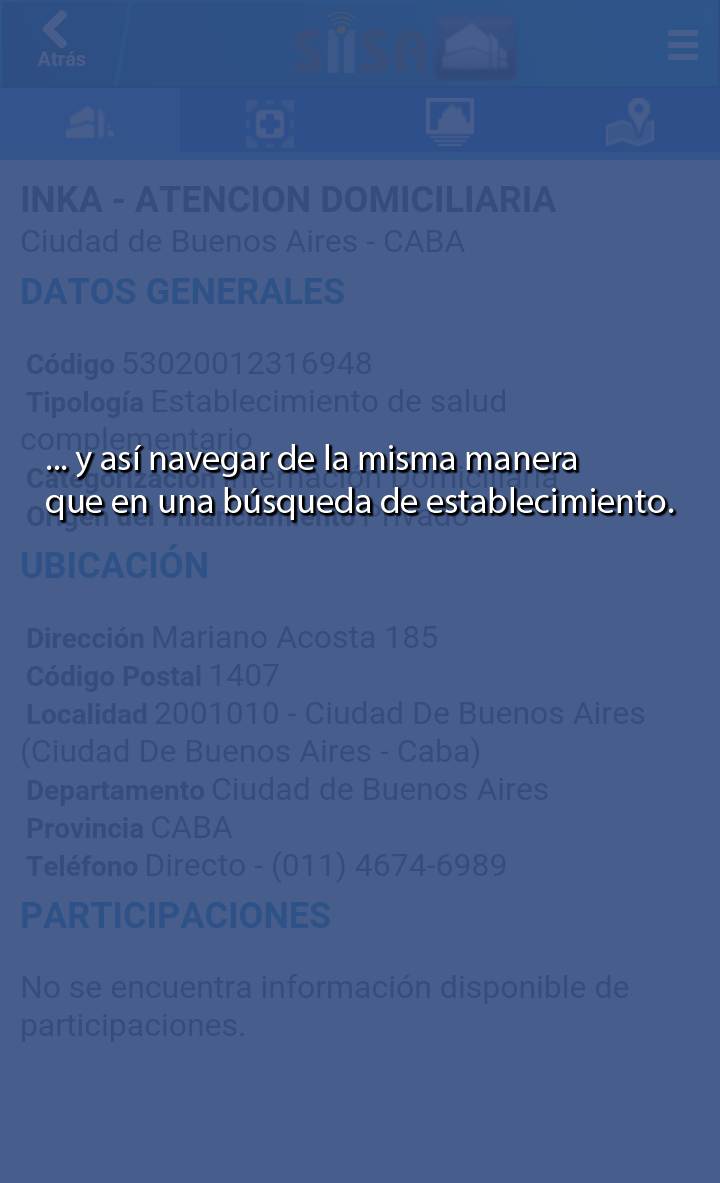 Atrás
SIISA
INKA - ATENCION DOMICILIARIA
Ciudad de Buenos Aires - CABA
DATOS GENERALES
Código 53020012316948
Tipología Establecimiento de salud
complementario
... y así navegar de la misma manera
Categorización Internación Domiciliaria
que en una búsqueda de establecimiento.
Origen del Financiamiento Privado
UBICACIÓN
Dirección Mariano Acosta 185
Código Postal 1407
Localidad 2001010 - Ciudad De Buenos Aires
(Ciudad De Buenos Aires - Caba)
Departamento Ciudad de Buenos Aires
Provincia CABA
Teléfono Directo - (011) 4674-6989
PARTICIPACIONES
No se encuentra información disponible de
participaciones.